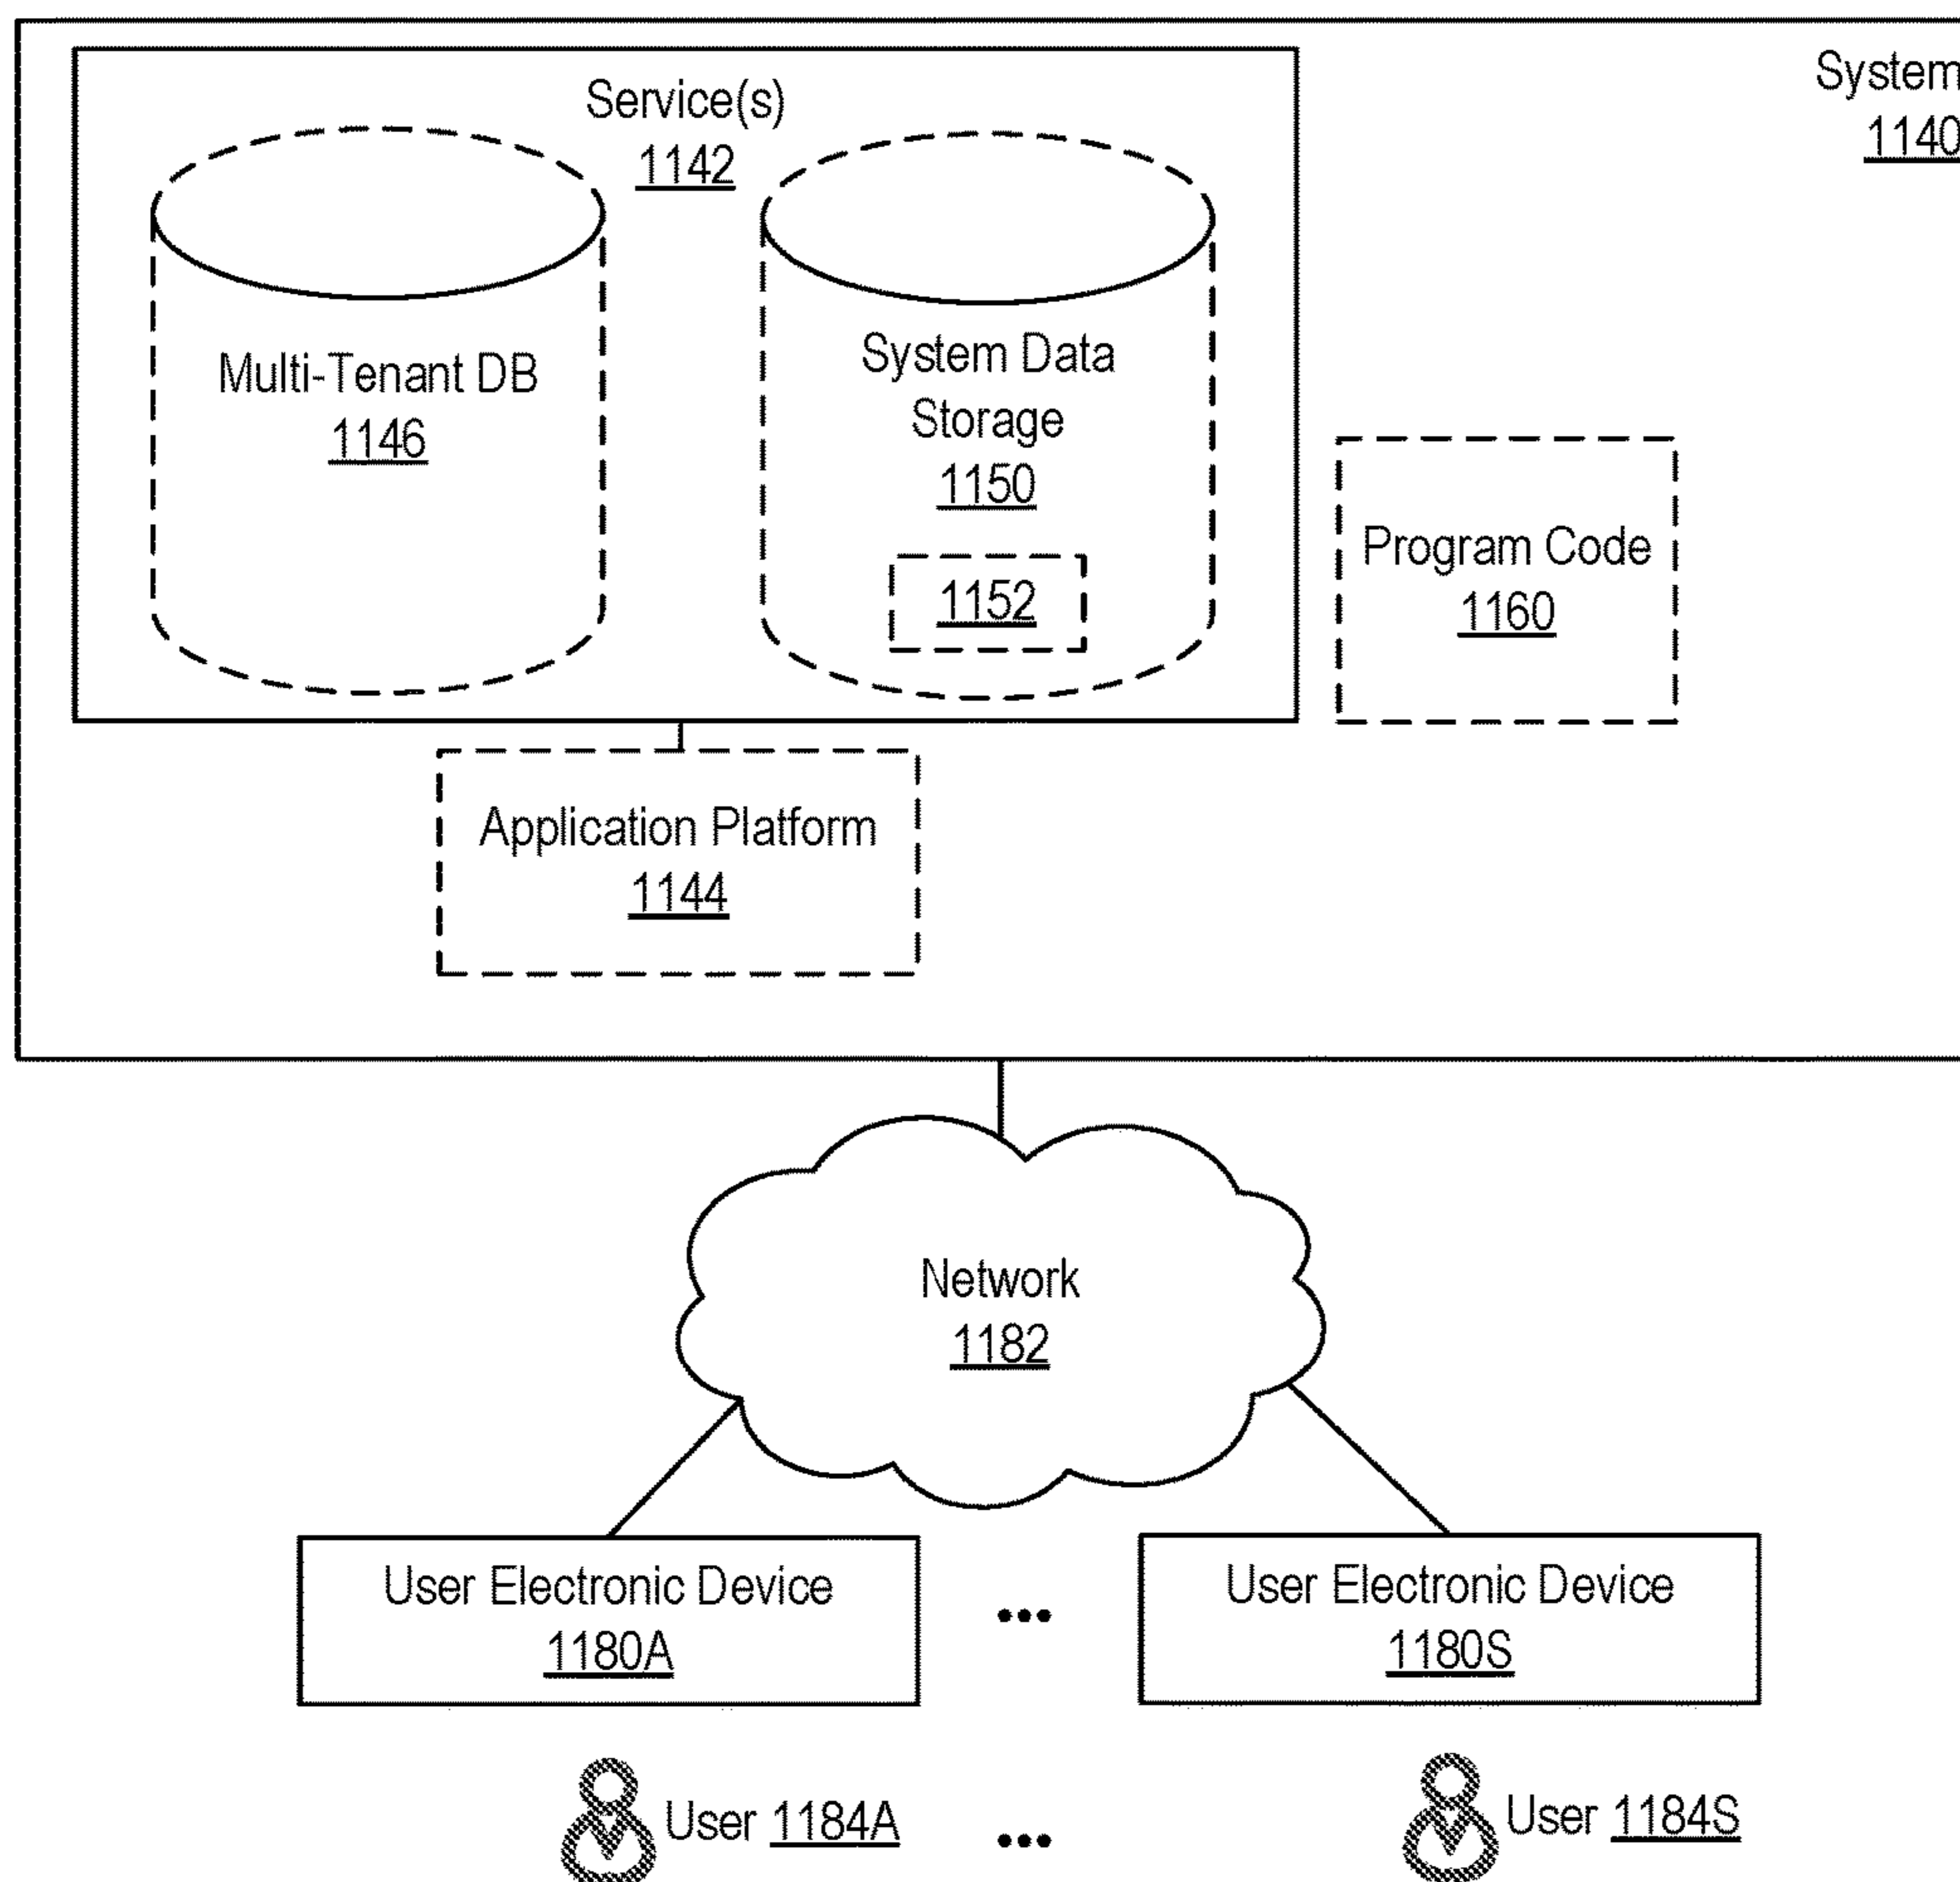 System
1140
Service(s)
1142
Multi-Tenant DB
1146
System Data
Storage
1150
1152
Program Code
1160
Application Platform
1144
Network
1182
User Electronic Device
1180A
...
User Electronic Device
1180S
User 1184A
...
User 1184S